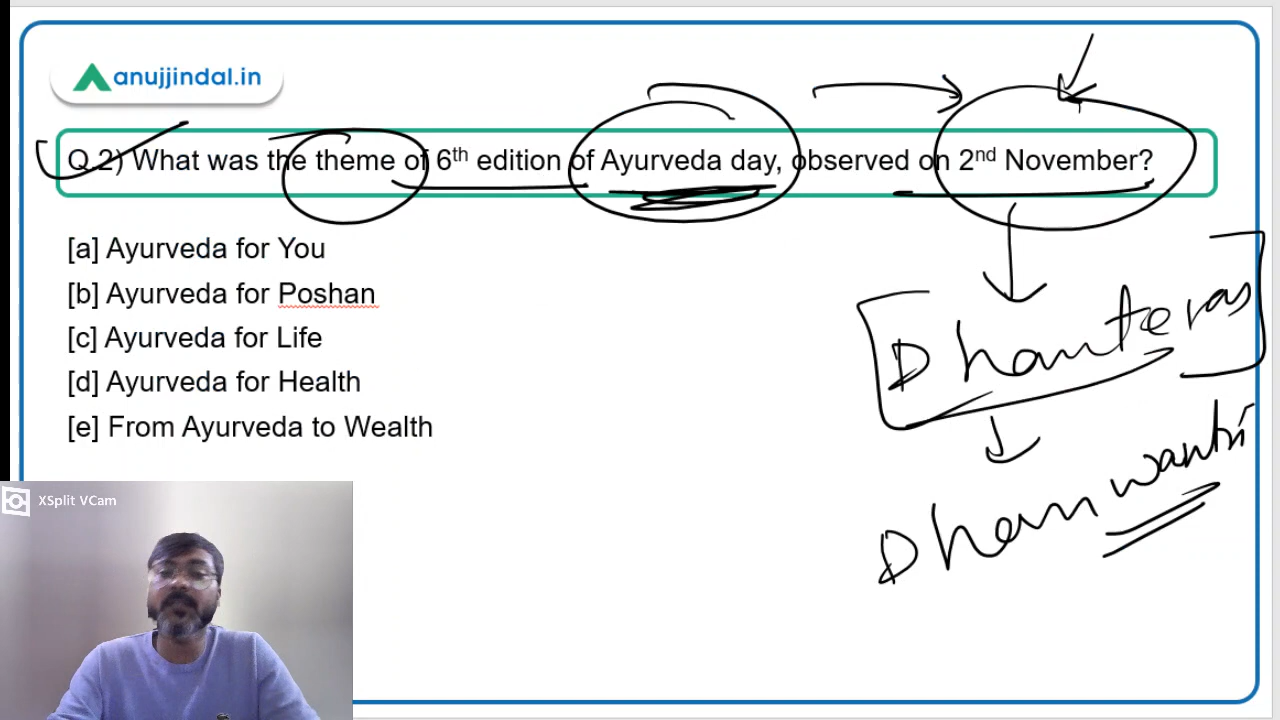 anujjindal.in
Q 2) What was the theme of 6th edition of Ayurveda day, observed on 2nd November?
[a] Ayurveda for You
[b] Ayurveda for Poshan
[c] Ayurveda for Life
[d] Ayurveda for Health
[e] From Ayurveda to Wealth
Dhanteras
Dhanwantri
XSplit VCam